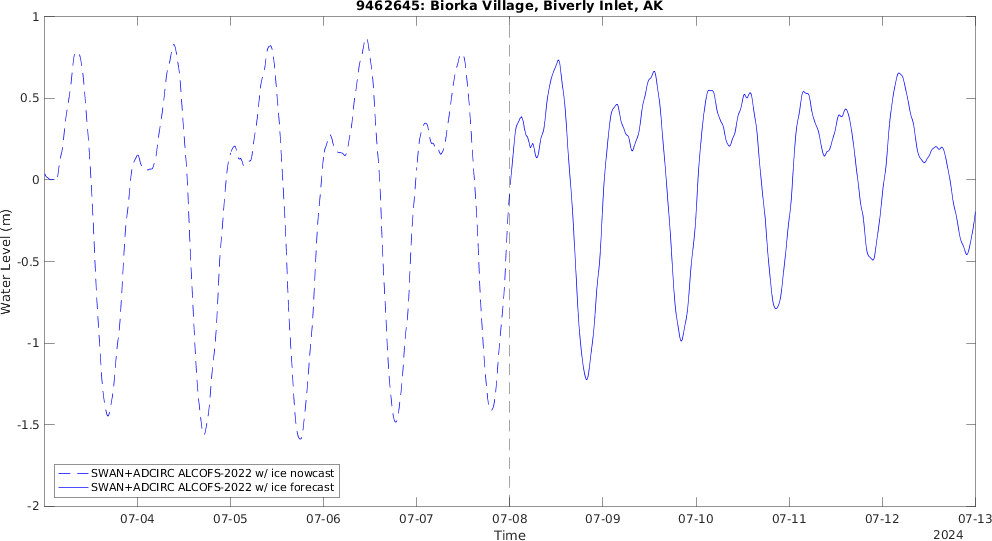 9462645: Biorka Village, Biverly Inlet, AK
1
0.5
0
-0.5
-1
-1.5
-2
Water Level (m)
SWAN+ADCIRC ALCOFS-2022 w/ ice nowcast
SWAN+ADCIRC ALCOFS-2022 w/ ice forecast
07-04 07-05 07-06 07-07 07-08 07-09 07-10 07-11 07-12 07-13
Time
2024